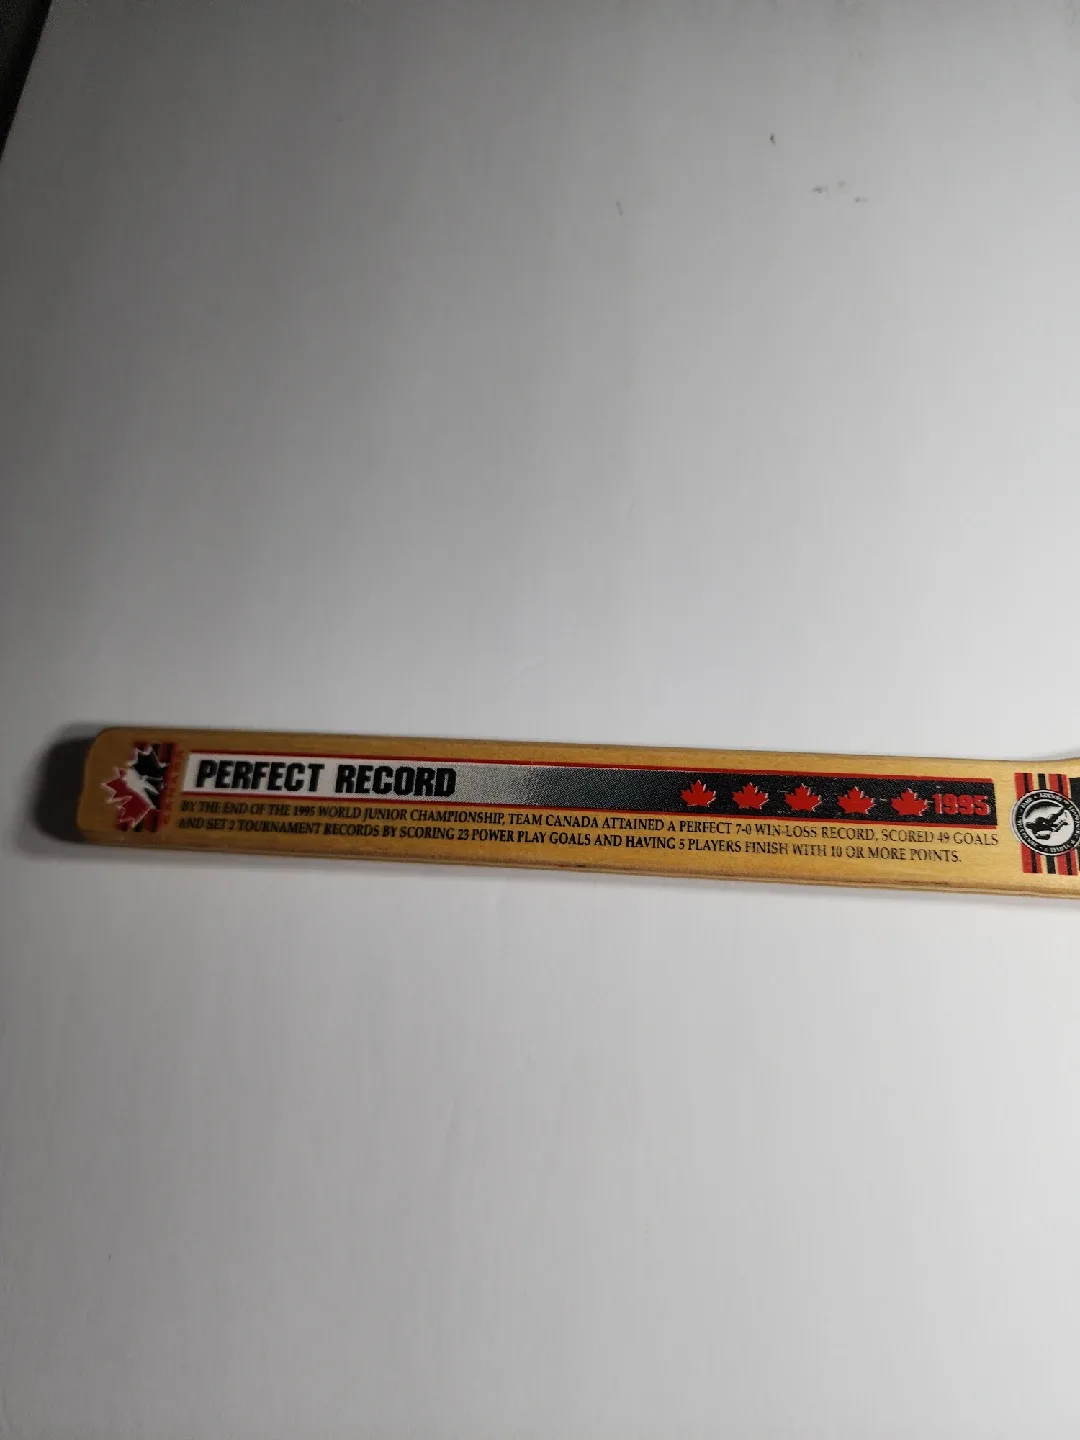 PERFECT RECORD
1995
BY THE END OF THE 1995 WORLD JUNIOR CHAMPIONSHIP, TEAM CANADA ATTAINED A PERFECT 7-0 WIN-LOSS RECORD, SCORED 49 GOALS
AND SET 2 TOURNAMENT RECORDS BY SCORING 23 POWER PLAY GOALS AND HAVING 5 PLAYERS FINISH WITH 10 OR MORE POINTS.